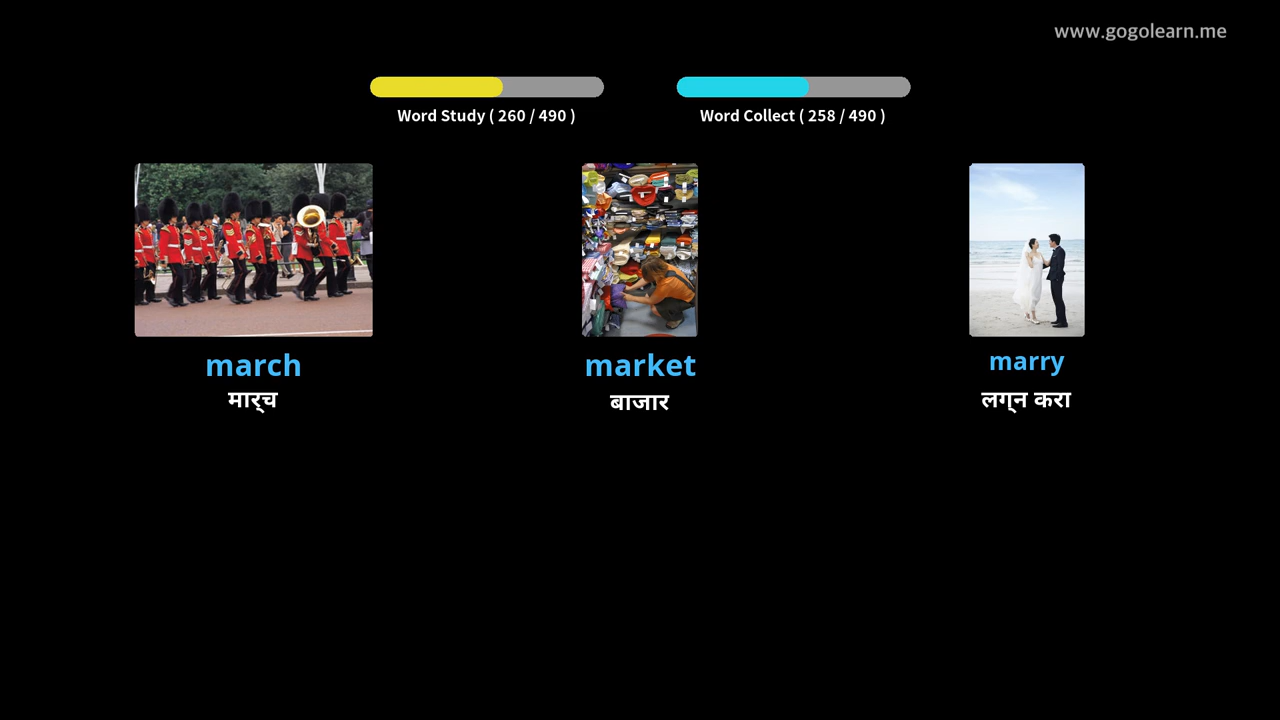 www.gogolearn.me
Word Study ( 260 / 490 )
Word Collect ( 258 / 490 )
march
market
marry
मार्‍च
बाजार
लग्‍न करा